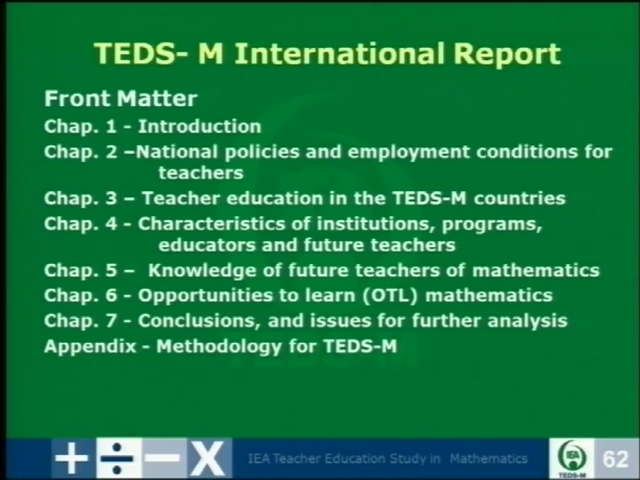 TEDS- M International Report
Front Matter
Chap. 1 - Introduction
Chap. 2 –National policies and employment conditions for
teachers
Chap. 3 – Teacher education in the TEDS-M countries
Chap. 4 - Characteristics of institutions, programs,
educators and future teachers
Chap. 5 – Knowledge of future teachers of mathematics
Chap. 6 - Opportunities to learn (OTL) mathematics
Chap. 7 - Conclusions, and issues for further analysis
Appendix - Methodology for TEDS-M
TEDS-M
+ ÷ − X IEA Teacher Education Study in Mathematics IEA 62
TEDS-M